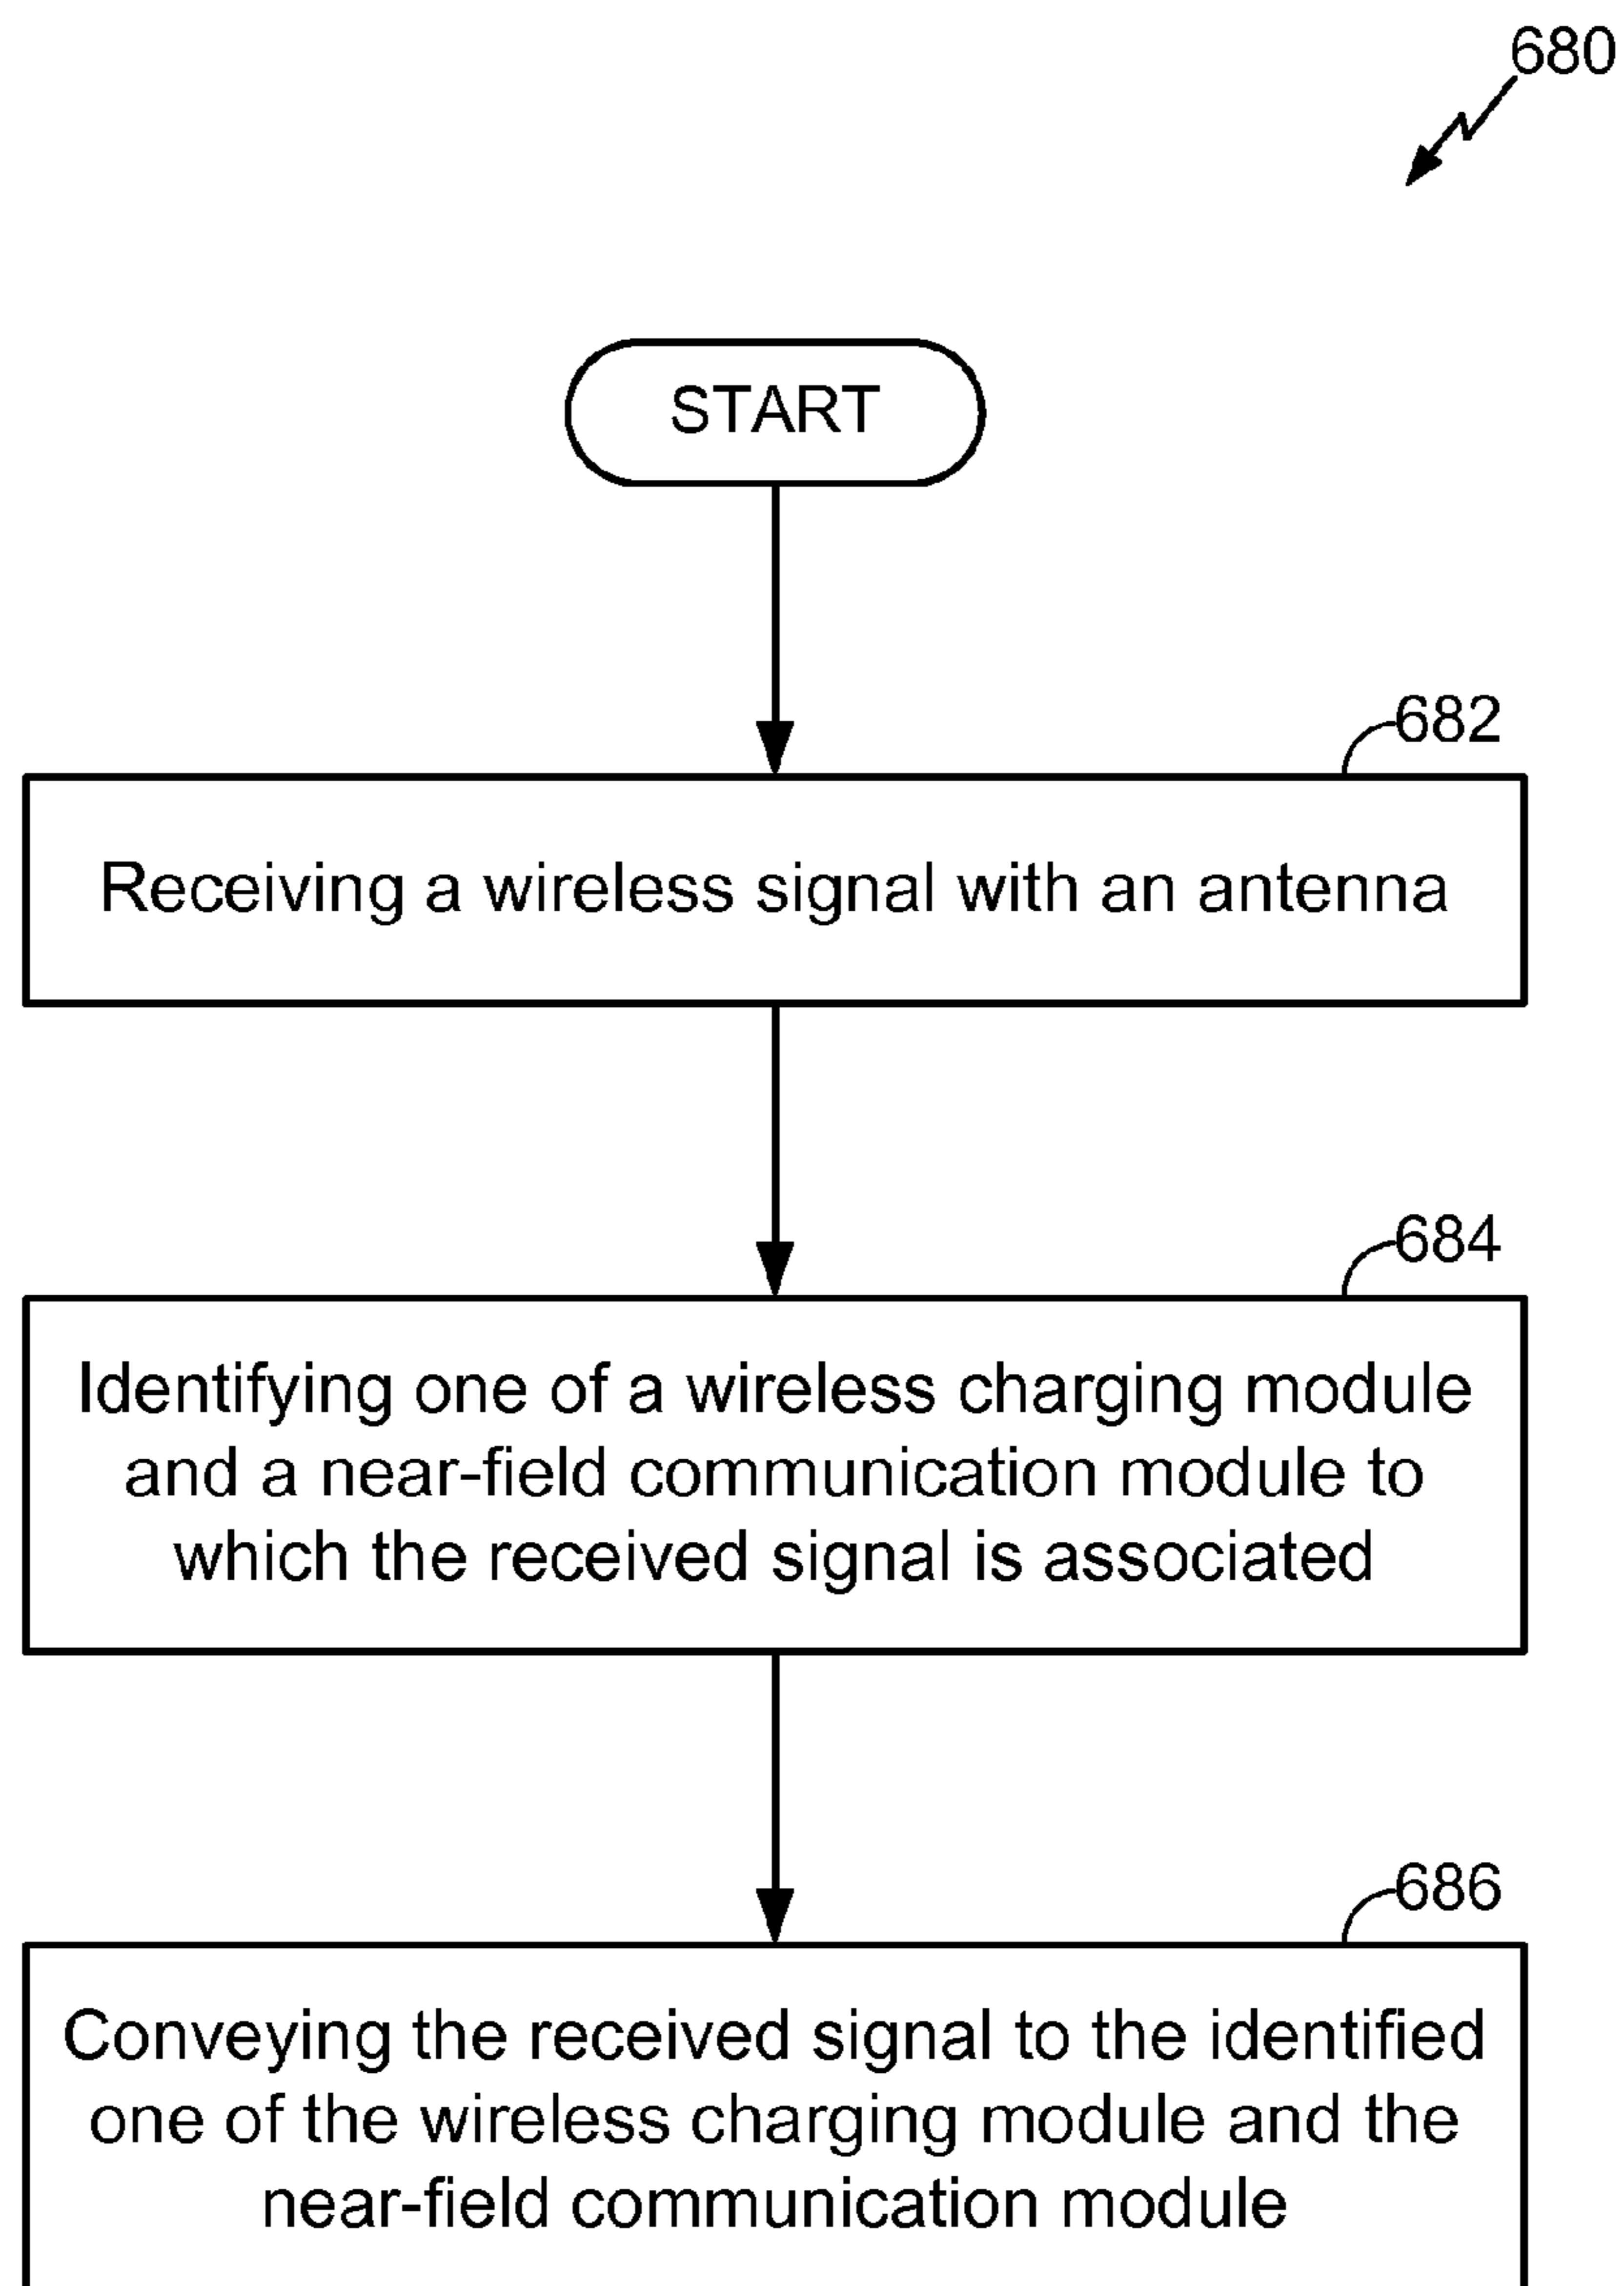 680
START
682
Receiving a wireless signal with an antenna
684
Identifying one of a wireless charging module
and a near-field communication module to
which the received signal is associated
686
Conveying the received signal to the identified
one of the wireless charging module and the
near-field communication module